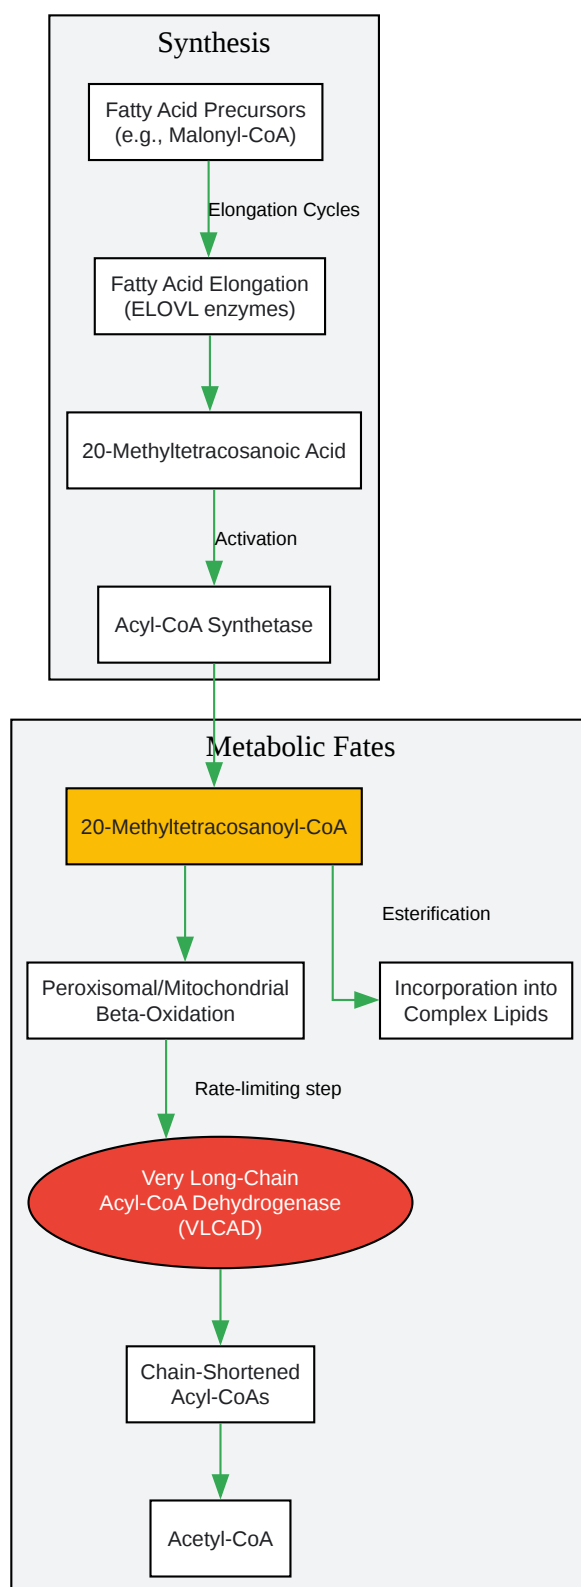 Synthesis
Fatty Acid Precursors
(e.g., Malonyl-CoA)
Elongation Cycles
Fatty Acid Elongation
(ELOVL enzymes)
20-Methyltetracosanoic Acid
Activation
Acyl-CoA Synthetase
Metabolic Fates
20-Methyltetracosanoyl-CoA
Esterification
Peroxisomal/Mitochondrial
Beta-Oxidation
Incorporation into
Complex Lipids
Rate-limiting step
Very Long-Chain
Acyl-CoA Dehydrogenase
(VLCAD)
Chain-Shortened
Acyl-CoAs
Acetyl-CoA